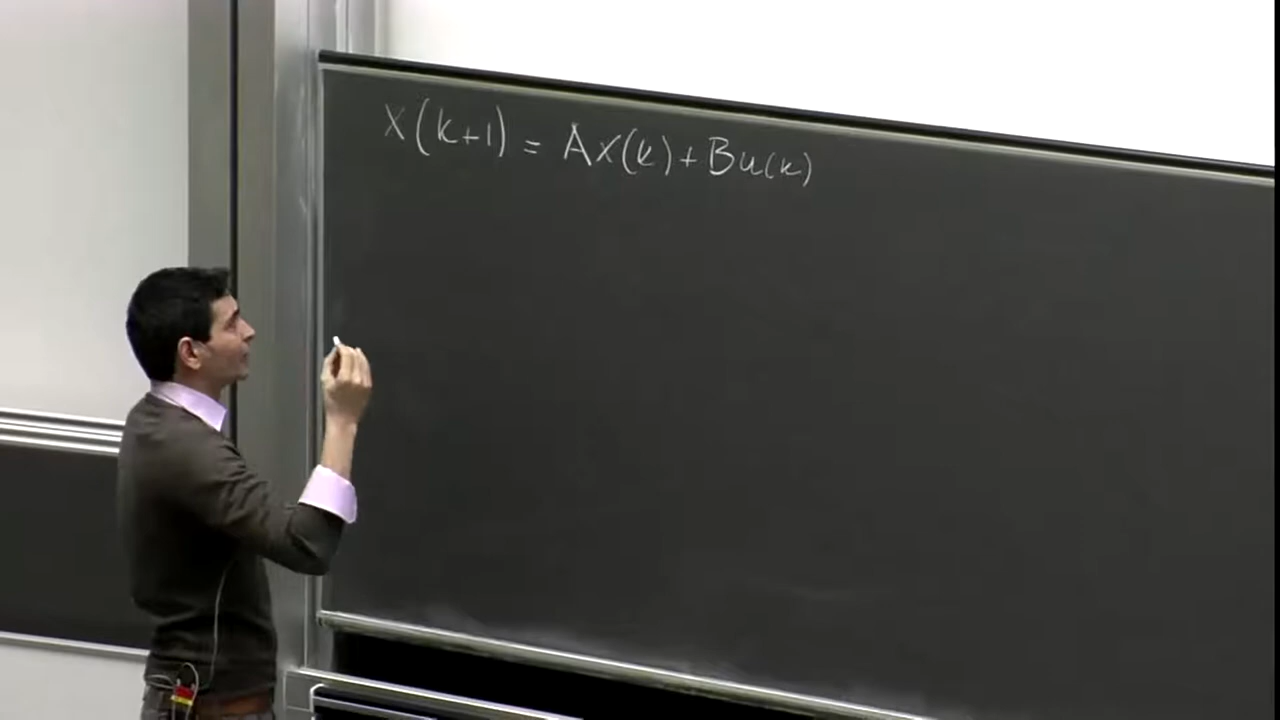 x(k+1) = Ax(k) + Bu(k)